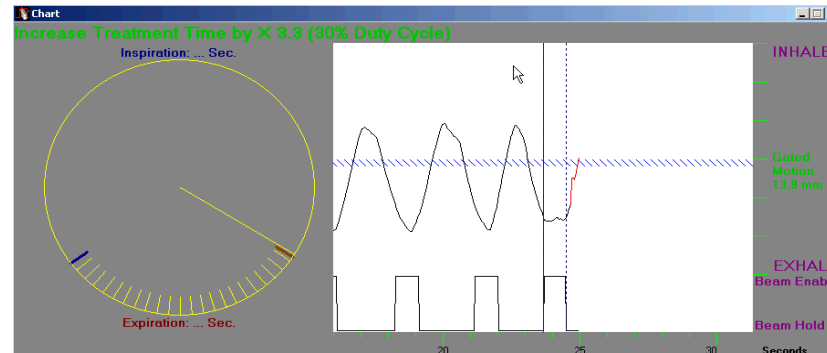 Chart
Increase Treatment Time by X 3.3 (30% Duty Cycle)
Inspiration: ... Sec.
INHALE
Gated
Motion
13.9 mm
EXHAL
Beam Enab
Expiration: ... Sec.
Beam Hold
20 25 30 Seconds